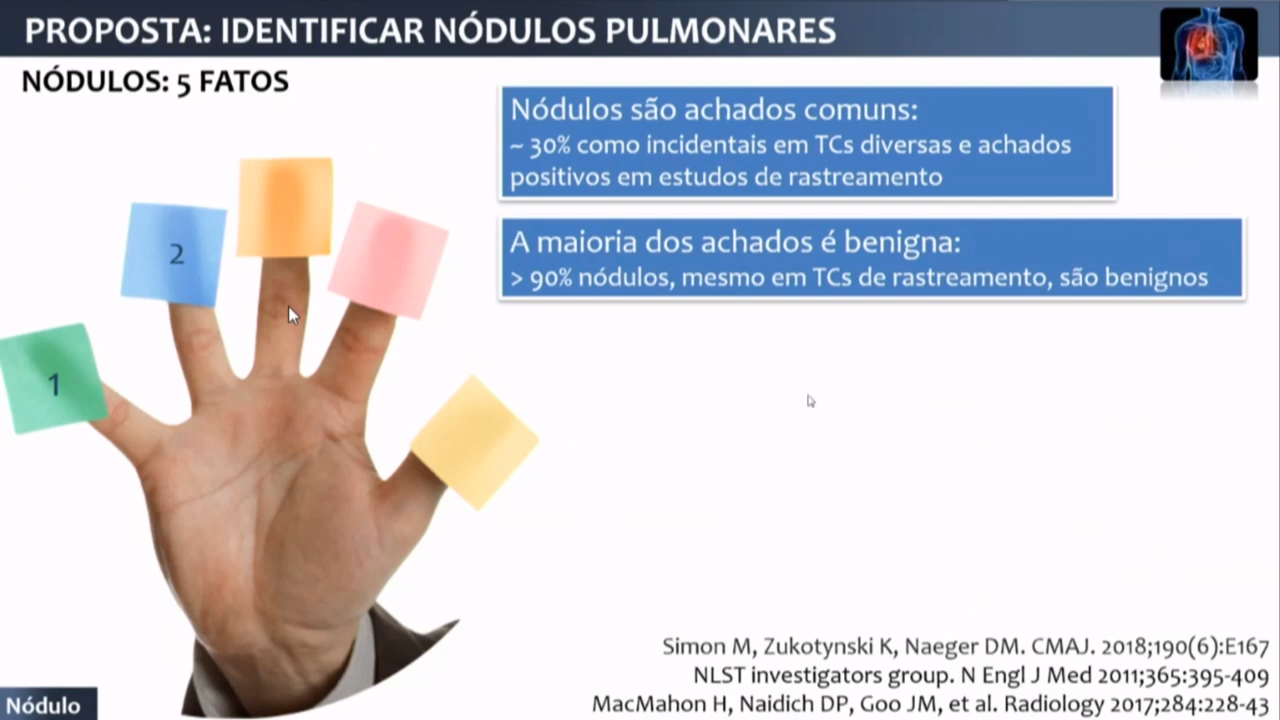 PROPOSTA: IDENTIFICAR NÓDULOS PULMONARES
NÓDULOS: 5 FATOS
Nódulos são achados comuns:
~ 30% como incidentais em TCs diversas e achados
positivos em estudos de rastreamento
A maioria dos achados é benigna:
> 90% nódulos, mesmo em TCs de rastreamento, são benignos
2
1
Simon M, Zukotynski K, Naeger DM. CMAJ. 2018;190(6):E167
NLST investigators group. N Engl J Med 2011;365:395-409
MacMahon H, Naidich DP, Goo JM, et al. Radiology 2017;284:228-43
Nódulo